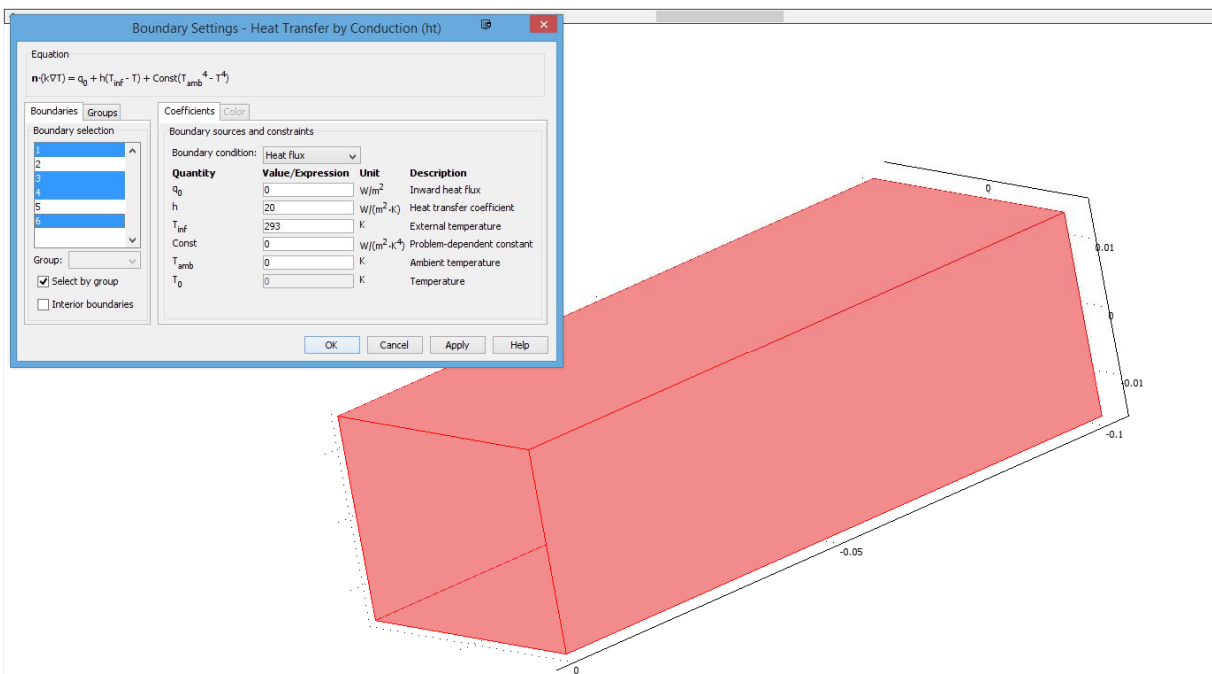 Boundary Settings - Heat Transfer by Conduction (ht)
Equation
n·(k∇T) = q0 + h(Tinf - T) + Const(Tamb^4 - T^4)
Boundaries Groups
Boundary selection
1
2
3
4
5
6
Group:
Select by group
Interior boundaries
Coefficients Color
Boundary sources and constraints
Boundary condition: Heat flux
Quantity Value/Expression Unit Description
q0 0 W/m² Inward heat flux
h 20 W/(m²·K) Heat transfer coefficient
Tinf 293 K External temperature
Const 0 W/(m²·K⁴) Problem-dependent constant
Tamb 0 K Ambient temperature
T0 0 K Temperature
OK Cancel Apply Help
0
0.01
0
-0.01
-0.1
-0.05
0